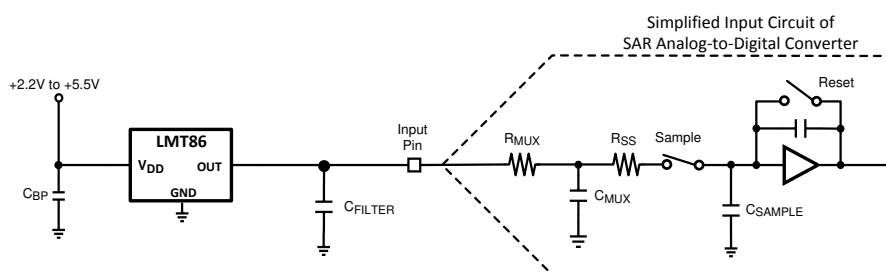 Simplified Input Circuit of
SAR Analog-to-Digital Converter
+2.2V to +5.5V
Reset
LMT86
Input
Pin
RMUX
RSS
Sample
VDD
OUT
GND
CBP
CFILTER
CMUX
CSAMPLE